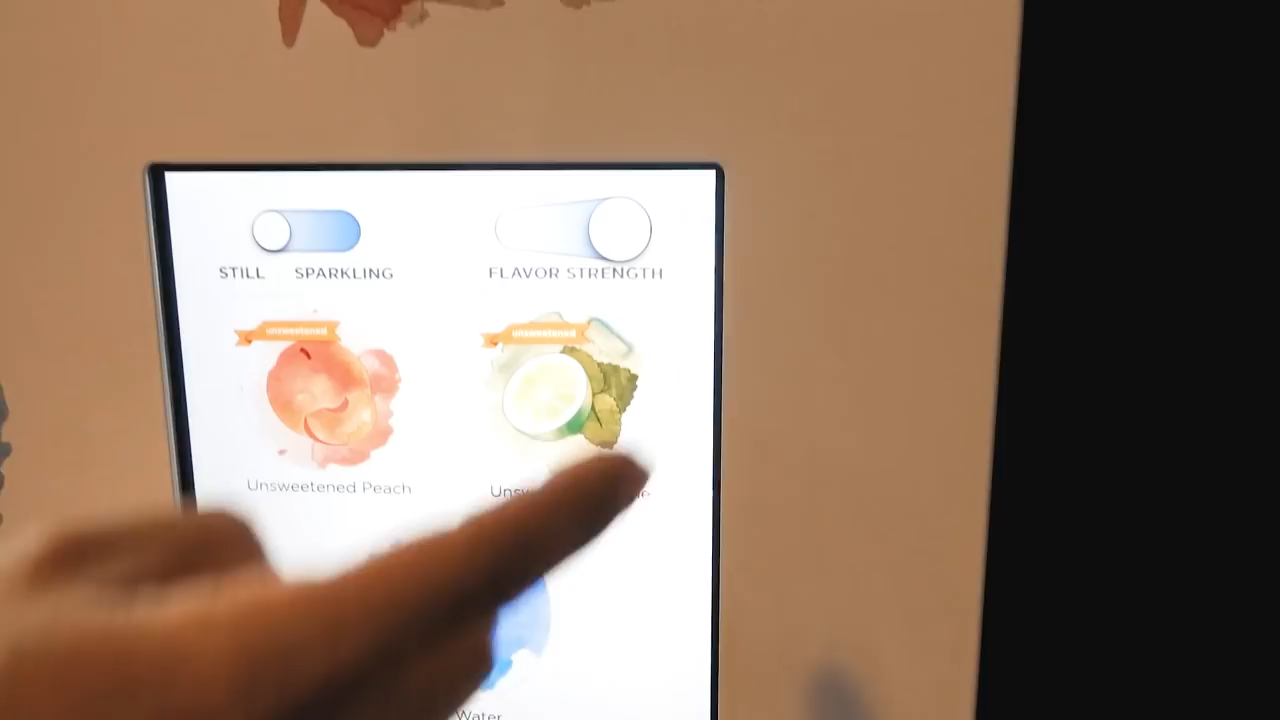 STILL SPARKLING
FLAVOR STRENGTH
unsweetened
unsweetened
Unsweetened Peach
Water